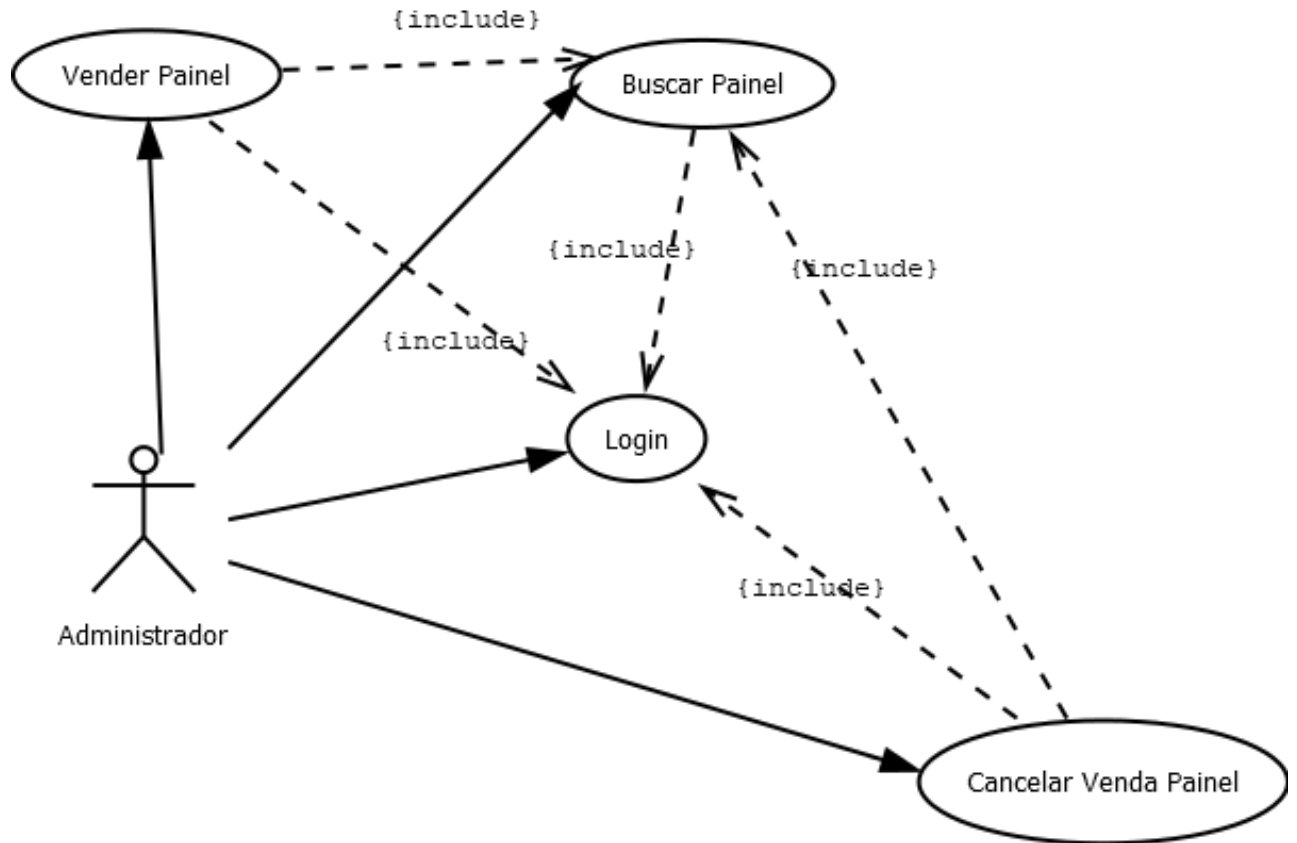 {include}
Vender Painel
Buscar Painel
{include}
{include}
{include}
Login
{include}
Administrador
Cancelar Venda Painel